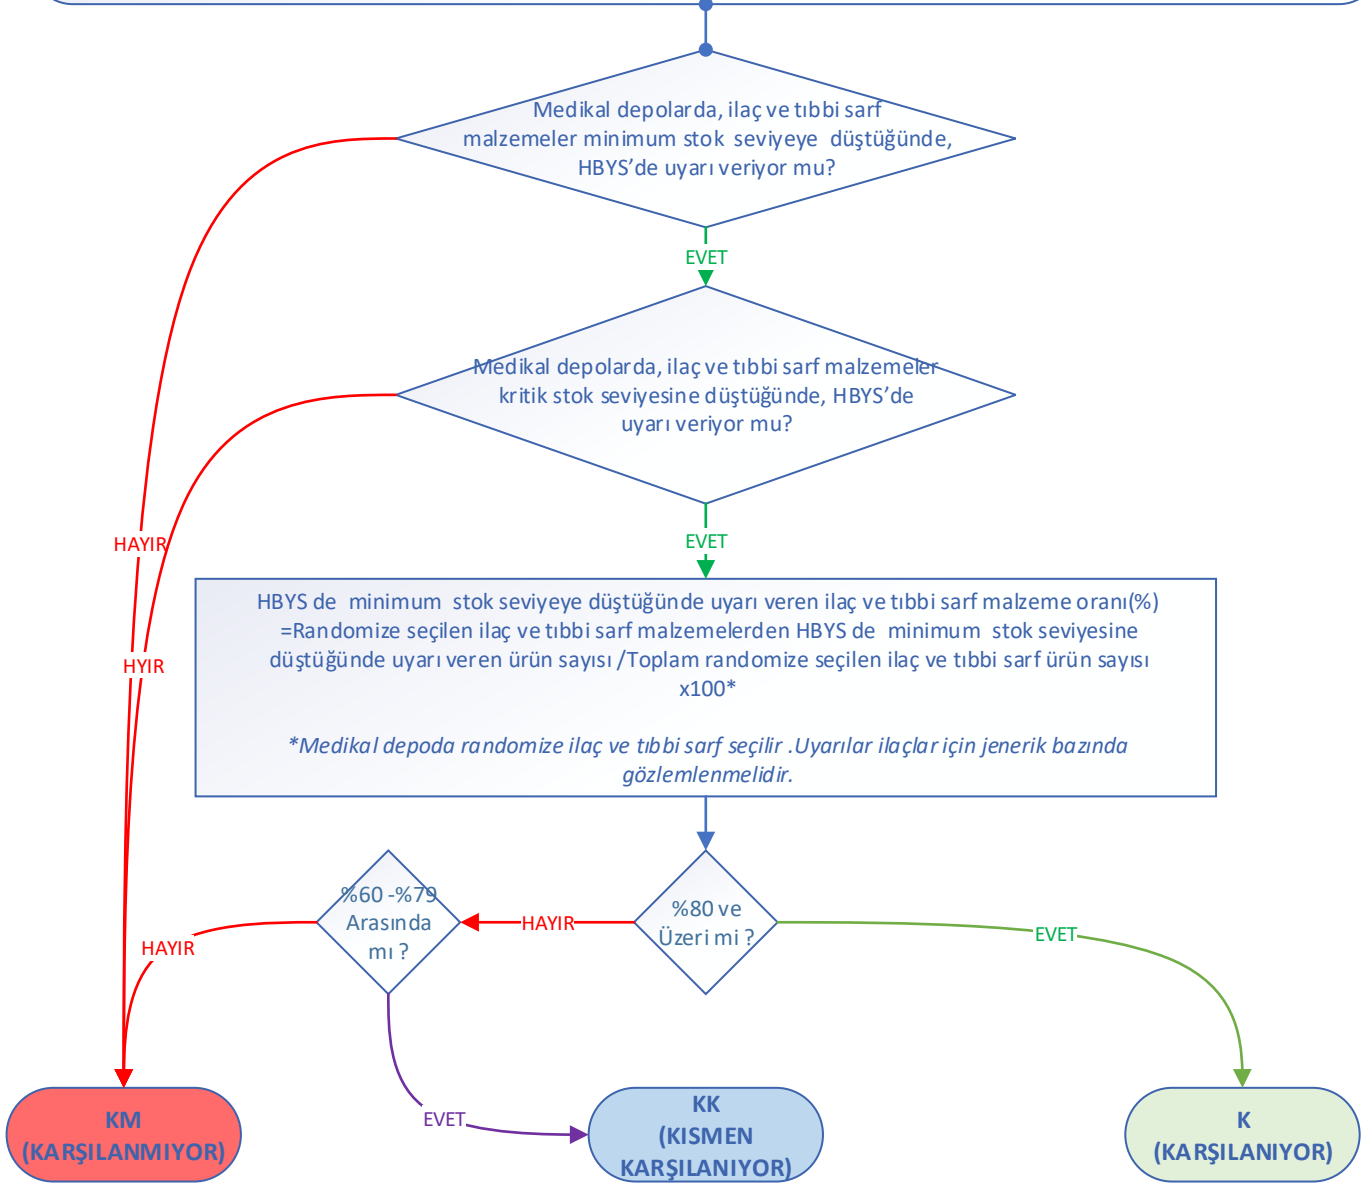 Medikal depolarda, ilaç ve tıbbi sarf
malzemeler minimum stok seviyeye düştüğünde,
HBYS’de uyarı veriyor mu?
EVET
Medikal depolarda, ilaç ve tıbbi sarf malzemeler
kritik stok seviyesine düştüğünde, HBYS’de
uyarı veriyor mu?
HAYIR
EVET
HBYS de minimum stok seviyeye düştüğünde uyarı veren ilaç ve tıbbi sarf malzeme oranı(%)
=Randomize seçilen ilaç ve tıbbi sarf malzemelerden HBYS de minimum stok seviyesine
düştüğünde uyarı veren ürün sayısı /Toplam randomize seçilen ilaç ve tıbbi sarf ürün sayısı
x100*
HYIR
*Medikal depoda randomize ilaç ve tıbbi sarf seçilir .Uyarılar ilaçlar için jenerik bazında
gözlemlenmelidir.
%60 -%79
Arasında
mı ?
HAYIR
%80 ve
Üzeri mi ?
EVET
HAYIR
EVET
KM
(KARŞILANMIYOR)
KK
(KISMEN
KARŞILANIYOR)
K
(KARŞILANIYOR)